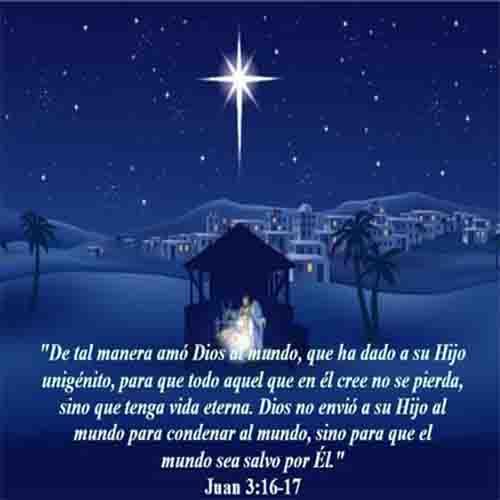 "De tal manera amó Dios al mundo, que ha dado a su Hijo
unigénito, para que todo aquel que en él cree no se pierda,
sino que tenga vida eterna. Dios no envió a su Hijo al
mundo para condenar al mundo, sino para que el
mundo sea salvo por Él."
Juan 3:16-17